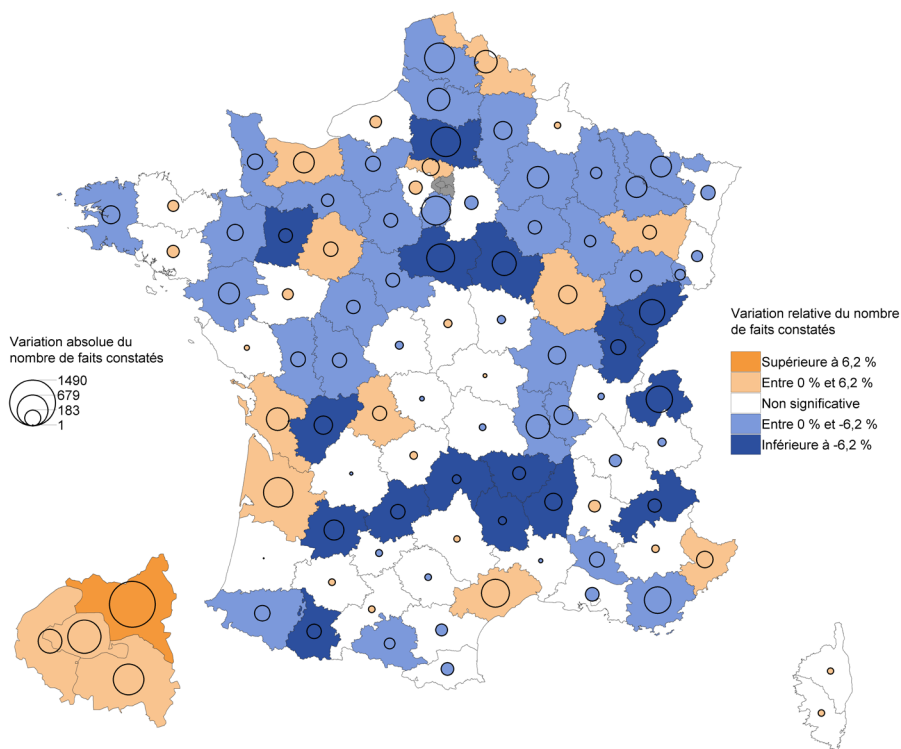 Variation absolue du
nombre de faits constatés
1490
679
183
1
Variation relative du nombre
de faits constatés
Supérieure à 6,2 %
Entre 0 % et 6,2 %
Non significative
Entre 0 % et -6,2 %
Inférieure à -6,2 %